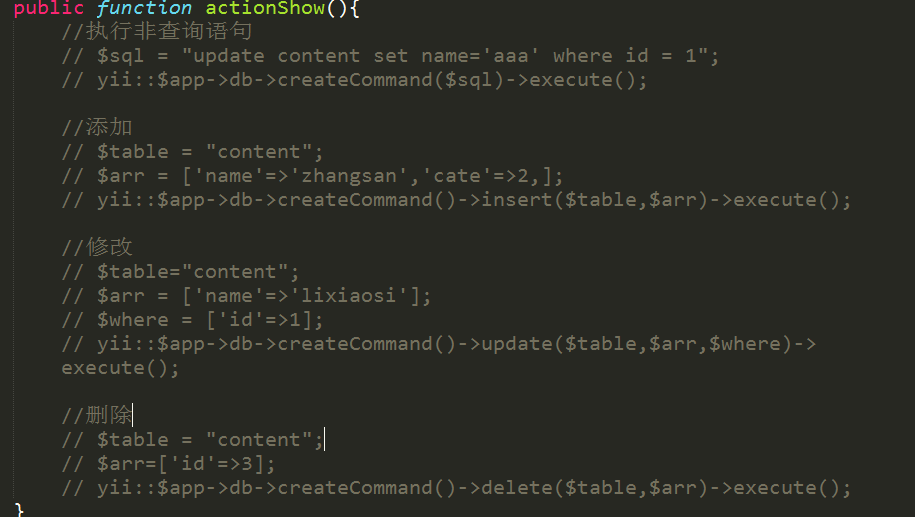 public function actionShow(){
//执行非查询语句
// $sql = "update content set name='aaa' where id = 1";
// yii::$app->db->createCommand($sql)->execute();
//添加
// $table = "content";
// $arr = ['name'=>'zhangsan','cate'=>2,];
// yii::$app->db->createCommand()->insert($table,$arr)->execute();
//修改
// $table="content";
// $arr = ['name'=>'lixiaosi'];
// $where = ['id'=>1];
// yii::$app->db->createCommand()->update($table,$arr,$where)->
execute();
//删除
// $table = "content";
// $arr=['id'=>3];
// yii::$app->db->createCommand()->delete($table,$arr)->execute();
}